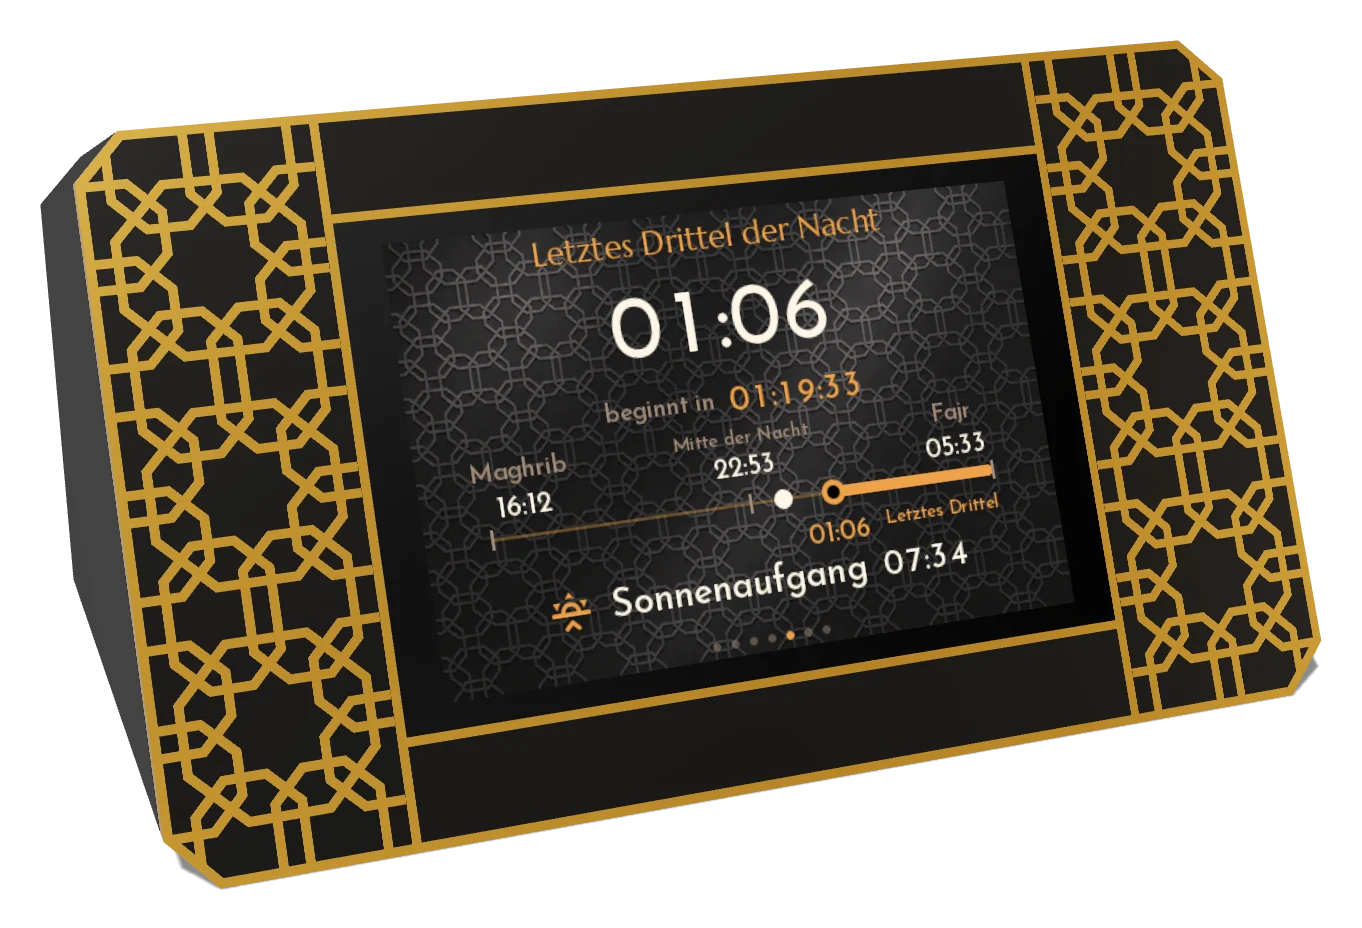 Letztes Drittel der Nacht
01:06
beginnt in 01:19:33
Mitte der Nacht
22:53
Fajr
05:33
Maghrib
16:12
01:06 Letztes Drittel
Sonnenaufgang 07:34